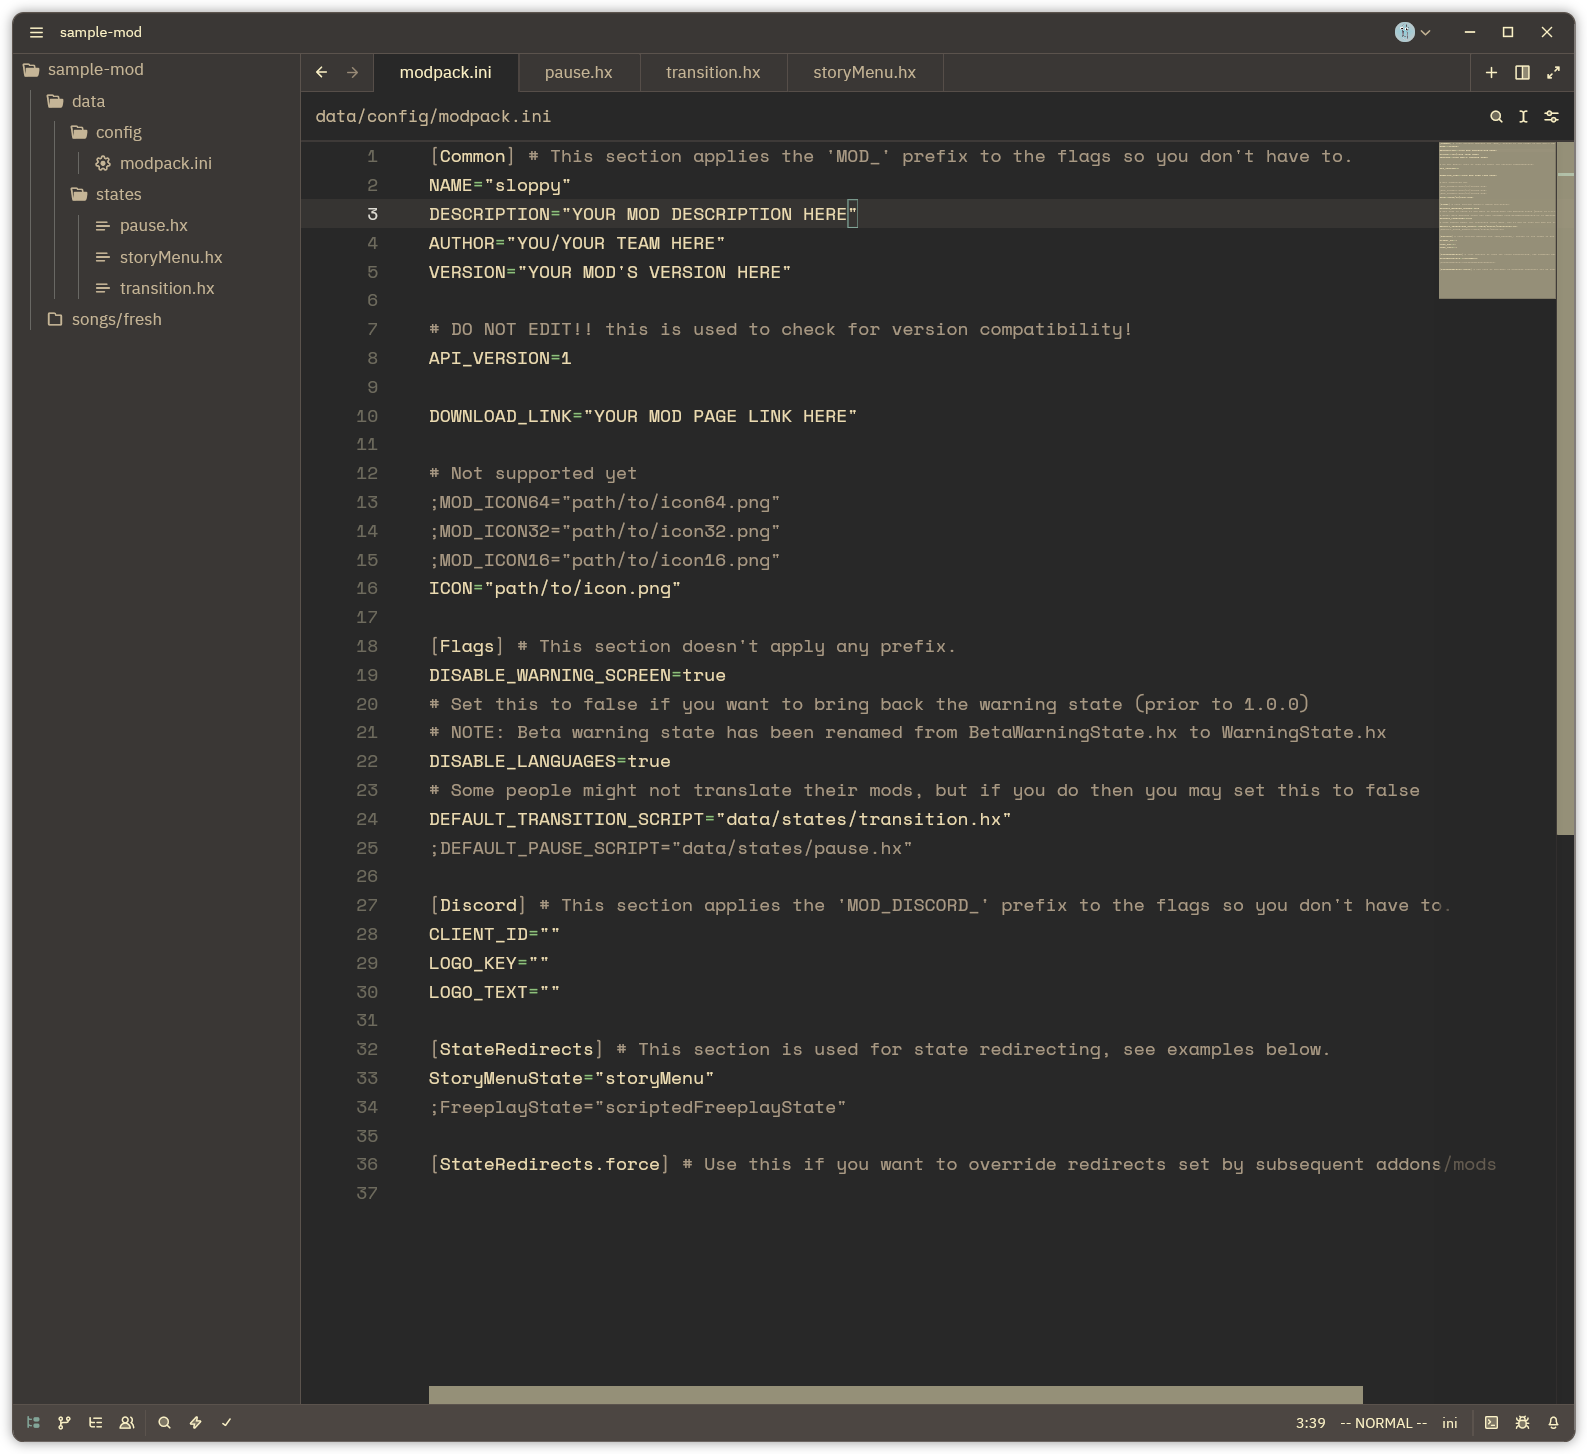 sample-mod
sample-mod
data
config
modpack.ini
states
pause.hx
storyMenu.hx
transition.hx
songs/fresh
modpack.ini
pause.hx
transition.hx
storyMenu.hx
data/config/modpack.ini
1 [Common] # This section applies the 'MOD_' prefix to the flags so you don't have to.
2 NAME="sloppy"
3 DESCRIPTION="YOUR MOD DESCRIPTION HERE"
4 AUTHOR="YOU/YOUR TEAM HERE"
5 VERSION="YOUR MOD'S VERSION HERE"
6
7 # DO NOT EDIT!! this is used to check for version compatibility!
8 API_VERSION=1
9
10 DOWNLOAD_LINK="YOUR MOD PAGE LINK HERE"
11
12 # Not supported yet
13 ;MOD_ICON64="path/to/icon64.png"
14 ;MOD_ICON32="path/to/icon32.png"
15 ;MOD_ICON16="path/to/icon16.png"
16 ICON="path/to/icon.png"
17
18 [Flags] # This section doesn't apply any prefix.
19 DISABLE_WARNING_SCREEN=true
20 # Set this to false if you want to bring back the warning state (prior to 1.0.0)
21 # NOTE: Beta warning state has been renamed from BetaWarningState.hx to WarningState.hx
22 DISABLE_LANGUAGES=true
23 # Some people might not translate their mods, but if you do then you may set this to false
24 DEFAULT_TRANSITION_SCRIPT="data/states/transition.hx"
25 ;DEFAULT_PAUSE_SCRIPT="data/states/pause.hx"
26
27 [Discord] # This section applies the 'MOD_DISCORD_' prefix to the flags so you don't have to.
28 CLIENT_ID=""
29 LOGO_KEY=""
30 LOGO_TEXT=""
31
32 [StateRedirects] # This section is used for state redirecting, see examples below.
33 StoryMenuState="storyMenu"
34 ;FreeplayState="scriptedFreeplayState"
35
36 [StateRedirects.force] # Use this if you want to override redirects set by subsequent addons/mods
37
3:39 -- NORMAL -- ini